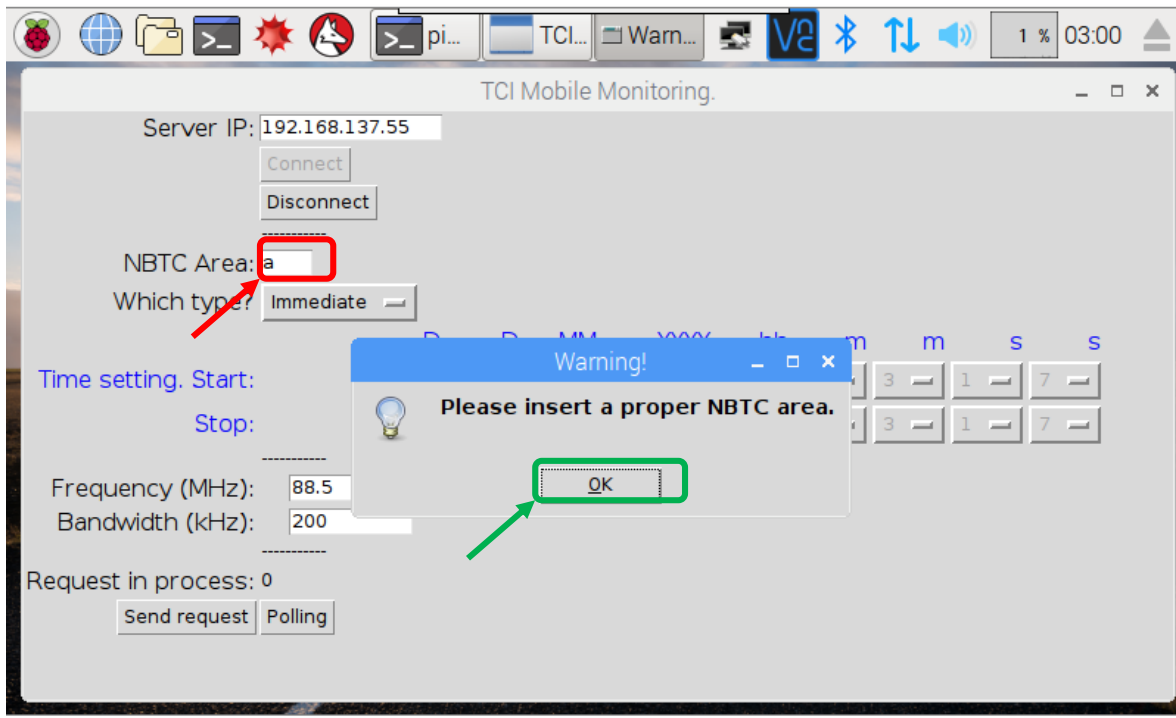 pi... TCI... Warn... 1 % 03:00
TCI Mobile Monitoring.
Server IP: 192.168.137.55
Connect
Disconnect
-----------
NBTC Area: a
Which type? Immediate
m m s s
Warning!
Time setting. Start: 3 1 7
Please insert a proper NBTC area.
Stop: 3 1 7
-----------
OK
Frequency (MHz): 88.5
Bandwidth (kHz): 200
-----------
Request in process: 0
Send request Polling